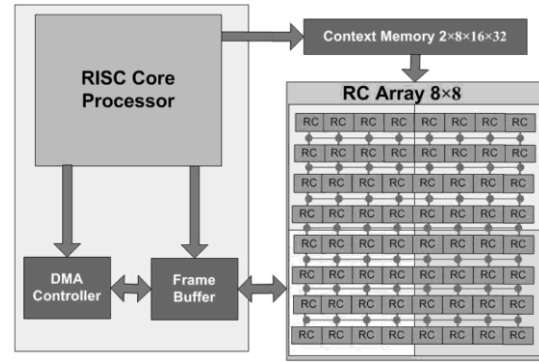 Context Memory 2×8×16×32
RISC Core
Processor
RC Array 8×8
RC RC RC RC RC RC RC RC
RC RC RC RC RC RC RC RC
RC RC RC RC RC RC RC RC
RC RC RC RC RC RC RC RC
RC RC RC RC RC RC RC RC
RC RC RC RC RC RC RC RC
RC RC RC RC RC RC RC RC
RC RC RC RC RC RC RC RC
DMA
Controller
Frame
Buffer